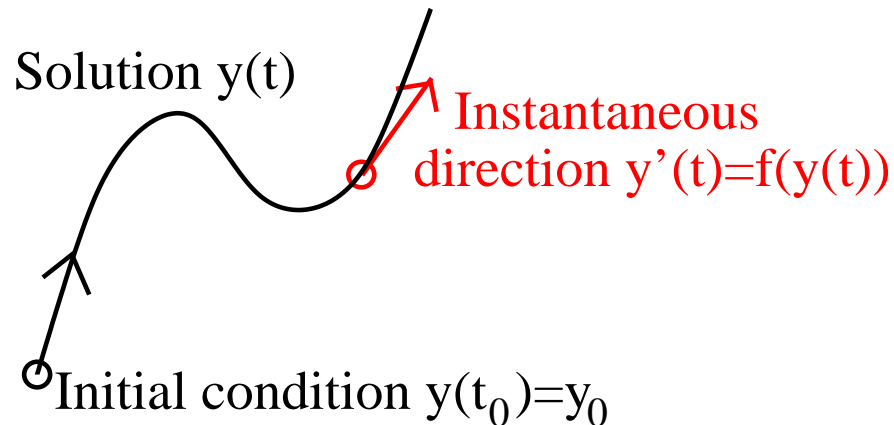 Solution y(t)
Instantaneous
direction y’(t)=f(y(t))
Initial condition y(t₀)=y₀